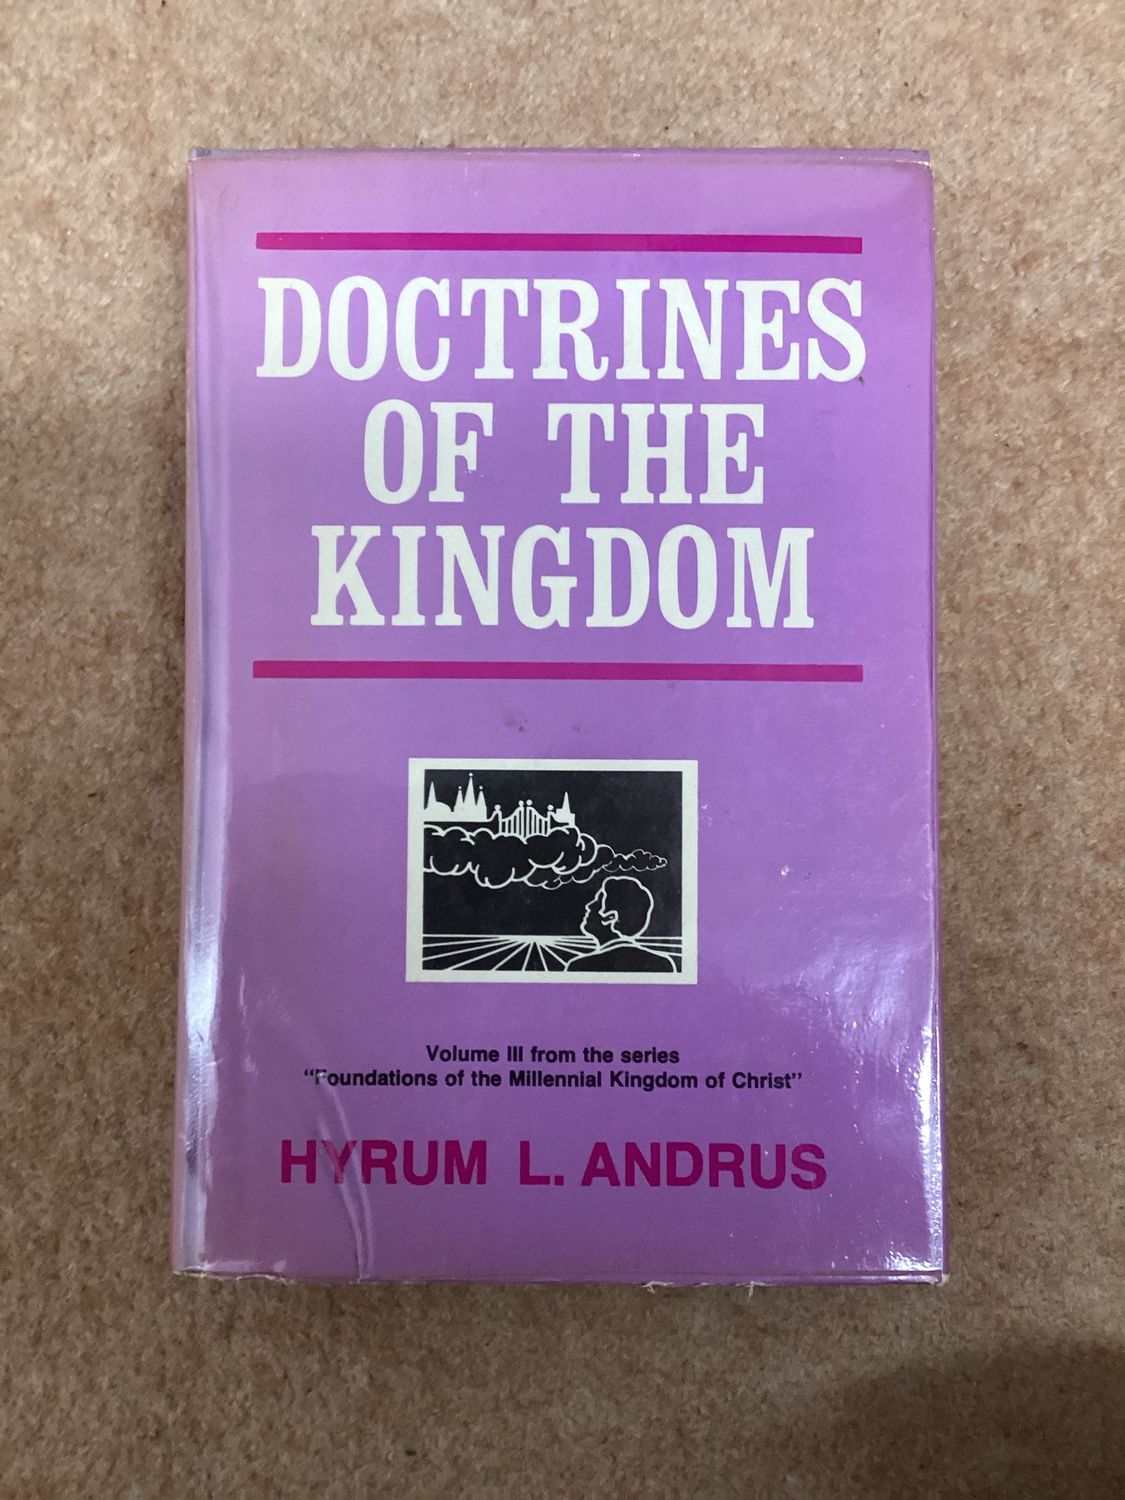 DOCTRINES
OF THE
KINGDOM
Volume III from the series
“Foundations of the Millennial Kingdom of Christ”
HYRUM L. ANDRUS